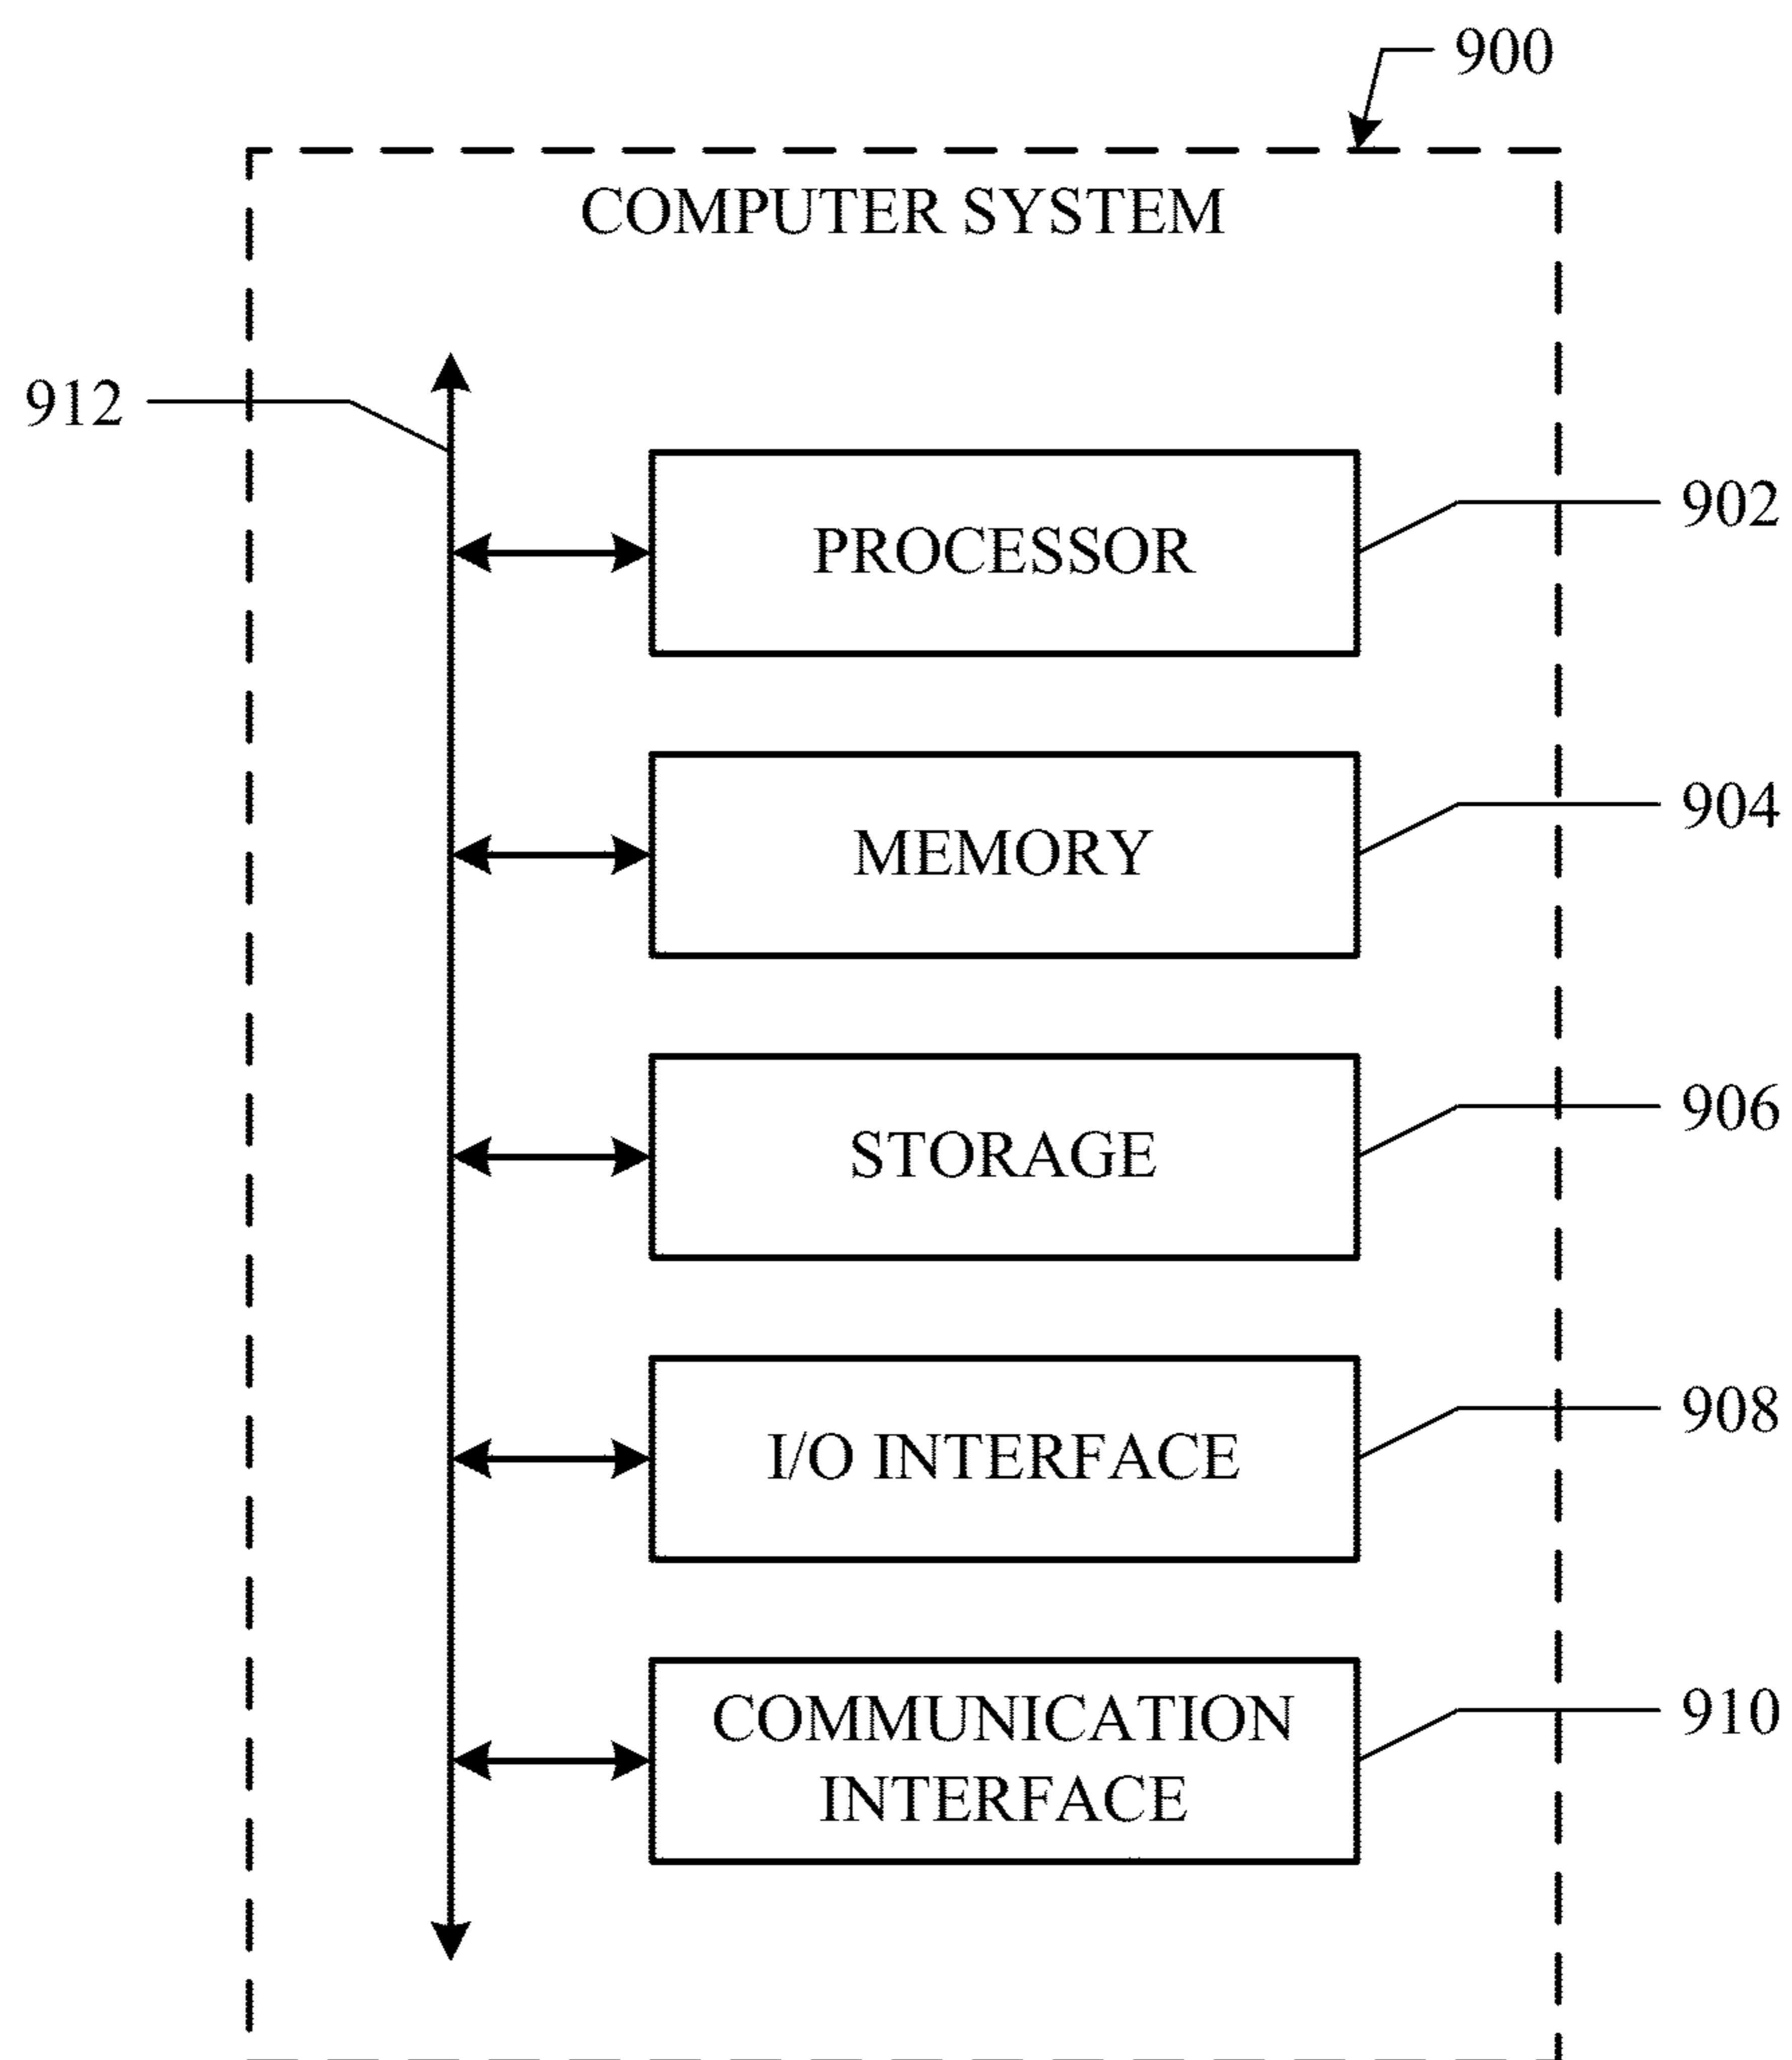 900
COMPUTER SYSTEM
912
PROCESSOR
902
MEMORY
904
STORAGE
906
I/O INTERFACE
908
COMMUNICATION
INTERFACE
910